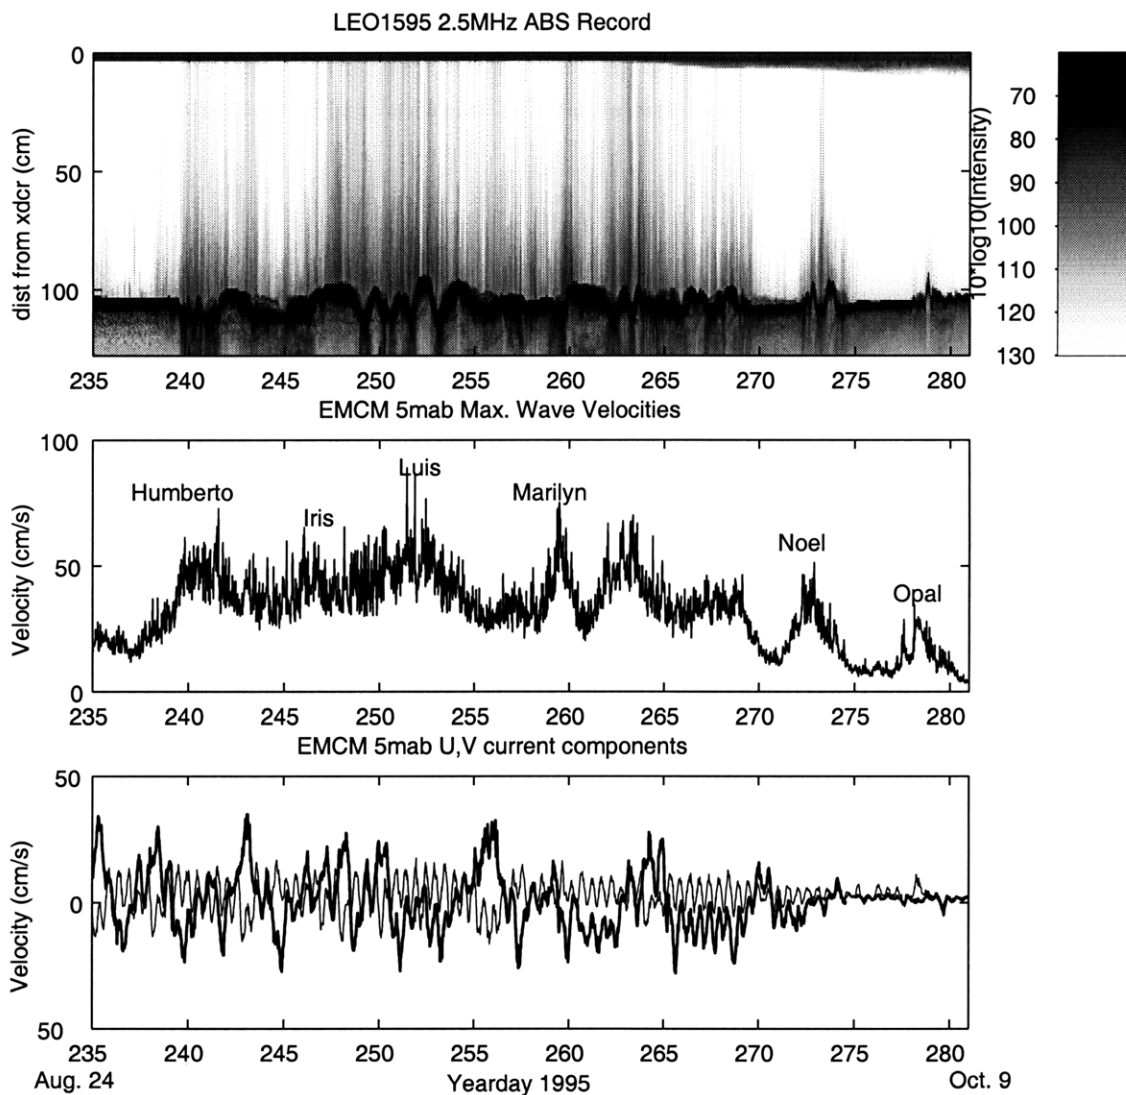 LEO1595 2.5MHz ABS Record
0
50
100
dist from xdcr (cm)
235 240 245 250 255 260 265 270 275 280
10*log10(Intensity)
70
80
90
100
110
120
130
EMCM 5mab Max. Wave Velocities
100
50
0
Velocity (cm/s)
Humberto
Iris
Luis
Marilyn
Noel
Opal
235 240 245 250 255 260 265 270 275 280
EMCM 5mab U,V current components
50
0
50
Velocity (cm/s)
235 240 245 250 255 260 265 270 275 280
Aug. 24 Yearday 1995 Oct. 9